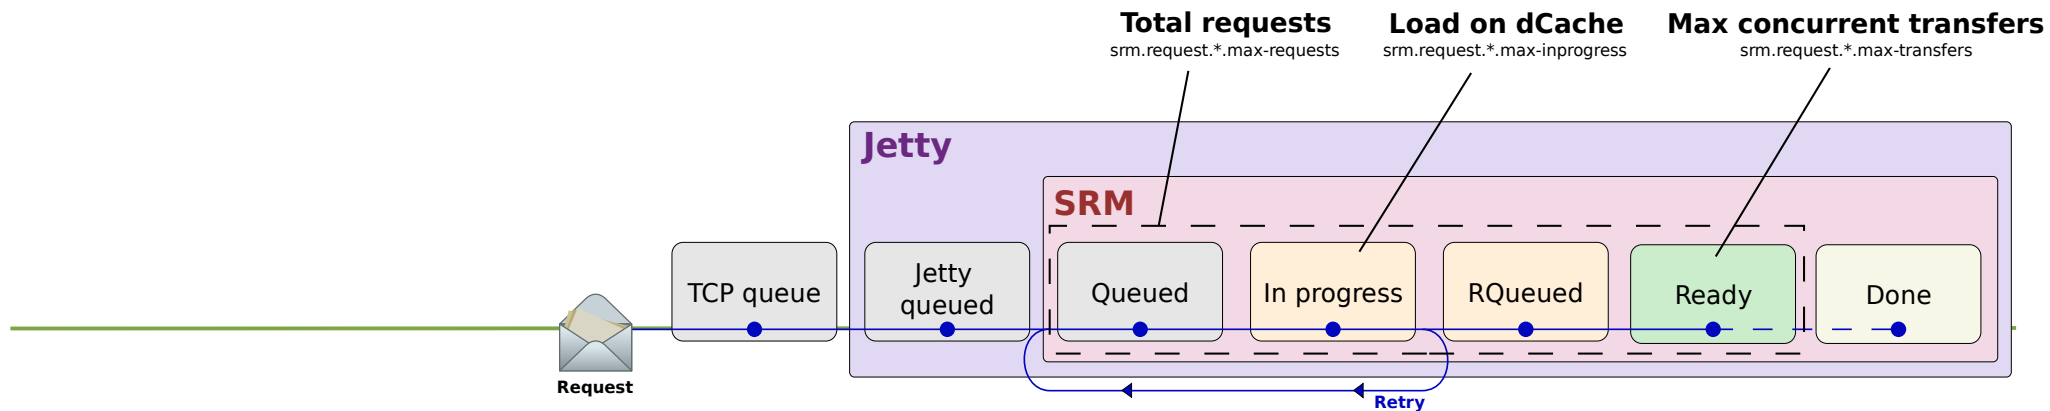 Total requests
srm.request.*.max-requests
Load on dCache
srm.request.*.max-inprogress
Max concurrent transfers
srm.request.*.max-transfers
Jetty
SRM
TCP queue
Jetty
queued
Queued
In progress
RQueued
Ready
Done
Request
Retry